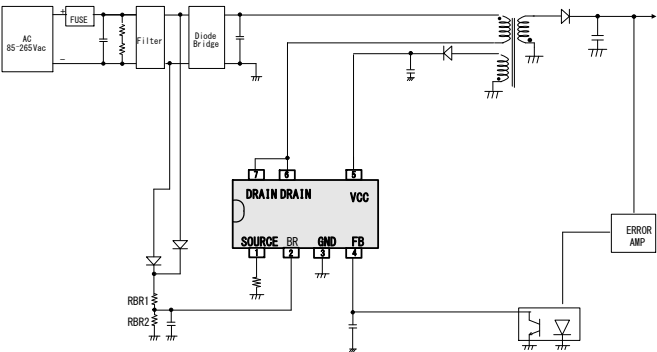 AC
85-265Vac
+
−
FUSE
Filter
Diode
Bridge
7
6
5
DRAIN DRAIN
VCC
SOURCE BR GND FB
1
2
3
4
RBR1
RBR2
ERROR
AMP